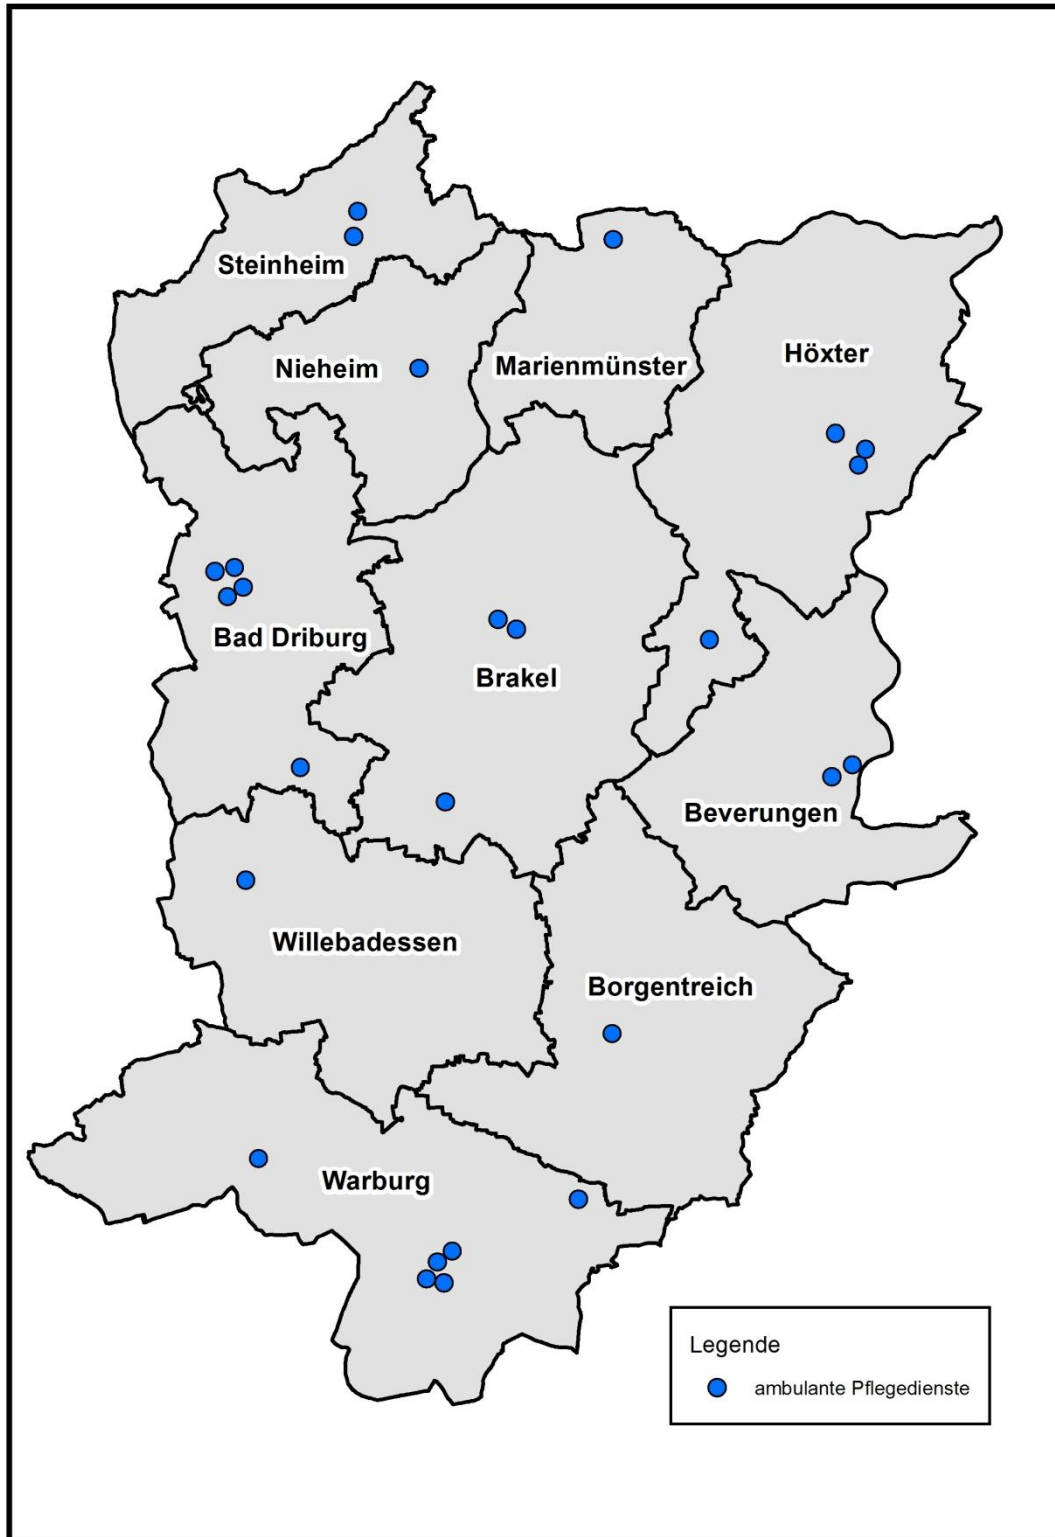 Steinheim
Höxter
Nieheim
Marienmünster
Bad Driburg
Brakel
Beverungen
Willebadessen
Borgentreich
Warburg
Legende
ambulante Pflegedienste